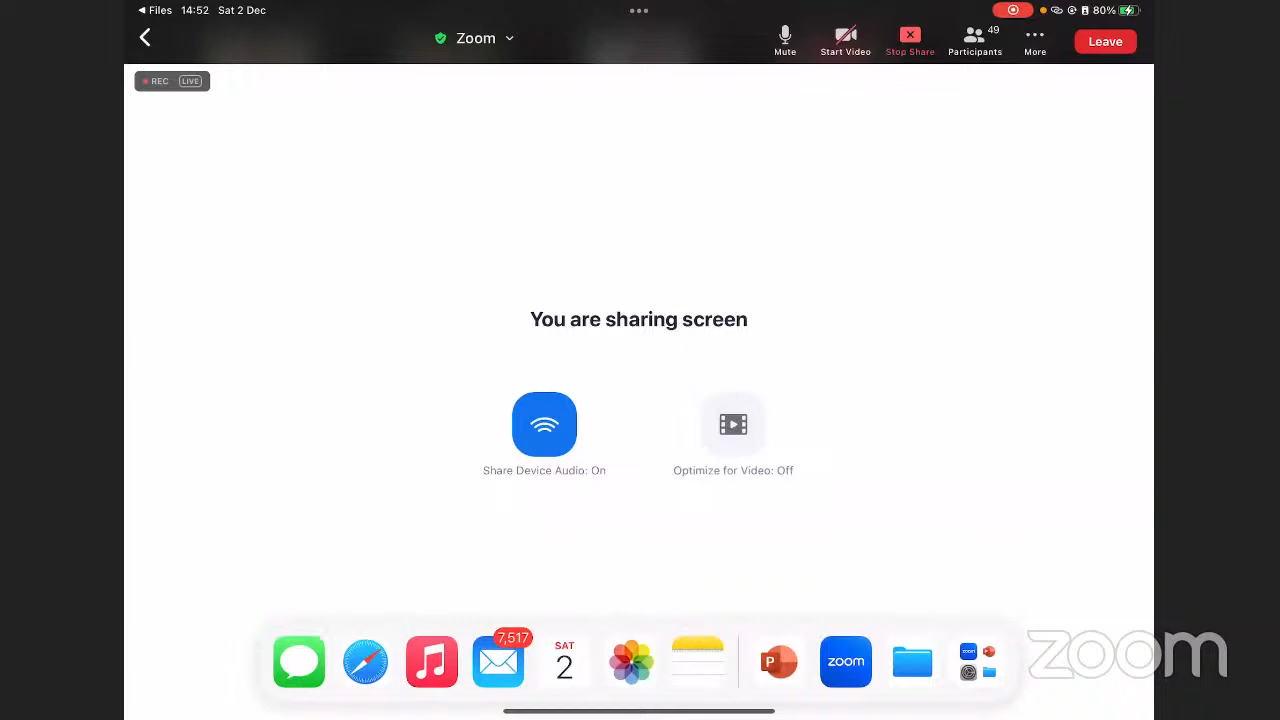 Files 14:52 Sat 2 Dec
80%
Zoom
49
Mute Start Video Stop Share Participants More
Leave
REC LIVE
You are sharing screen
Share Device Audio: On Optimize for Video: Off
7,517
SAT
2
P
zoom
zoom
zoom